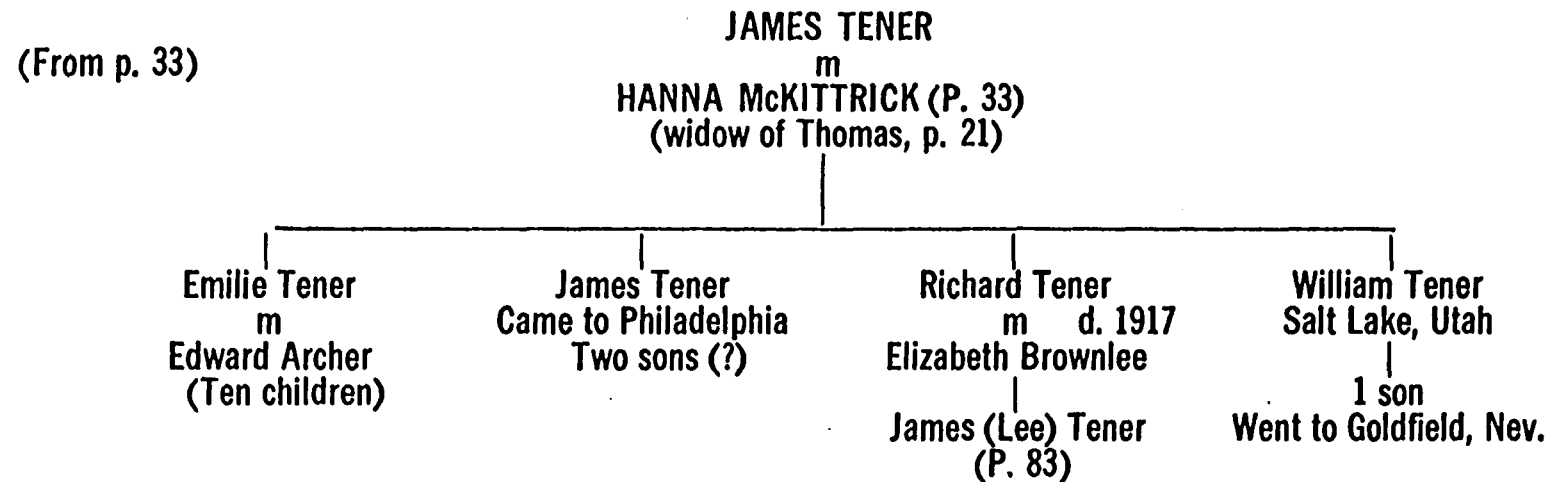 JAMES TENER
(From p. 33)
m
HANNA McKITTRICK (P. 33)
(widow of Thomas, p. 21)
Emilie Tener
m
Edward Archer
(Ten children)
James Tener
Came to Philadelphia
Two sons (?)
Richard Tener
m d. 1917
Elizabeth Brownlee
James (Lee) Tener
(P. 83)
William Tener
Salt Lake, Utah
1 son
Went to Goldfield, Nev.